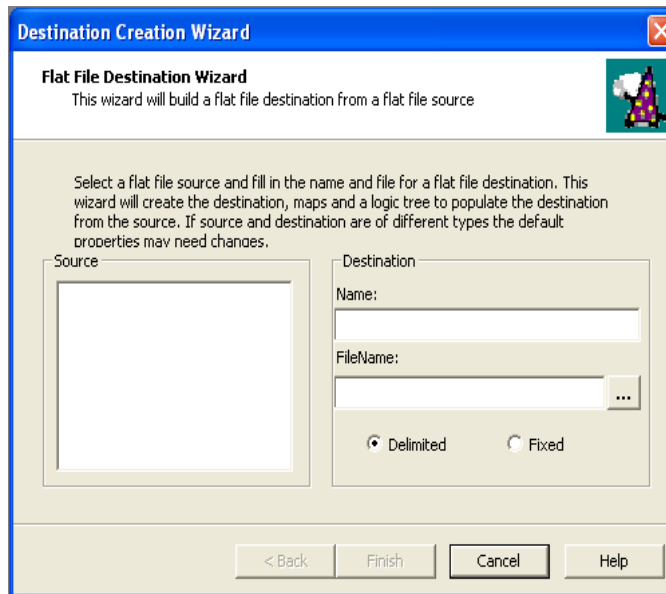 Destination Creation Wizard
Flat File Destination Wizard
This wizard will build a flat file destination from a flat file source
Select a flat file source and fill in the name and file for a flat file destination. This
wizard will create the destination, maps and a logic tree to populate the destination
from the source. If source and destination are of different types the default
properties may need changes.
Source
Destination
Name:
FileName:
...
Delimited
Fixed
< Back
Finish
Cancel
Help